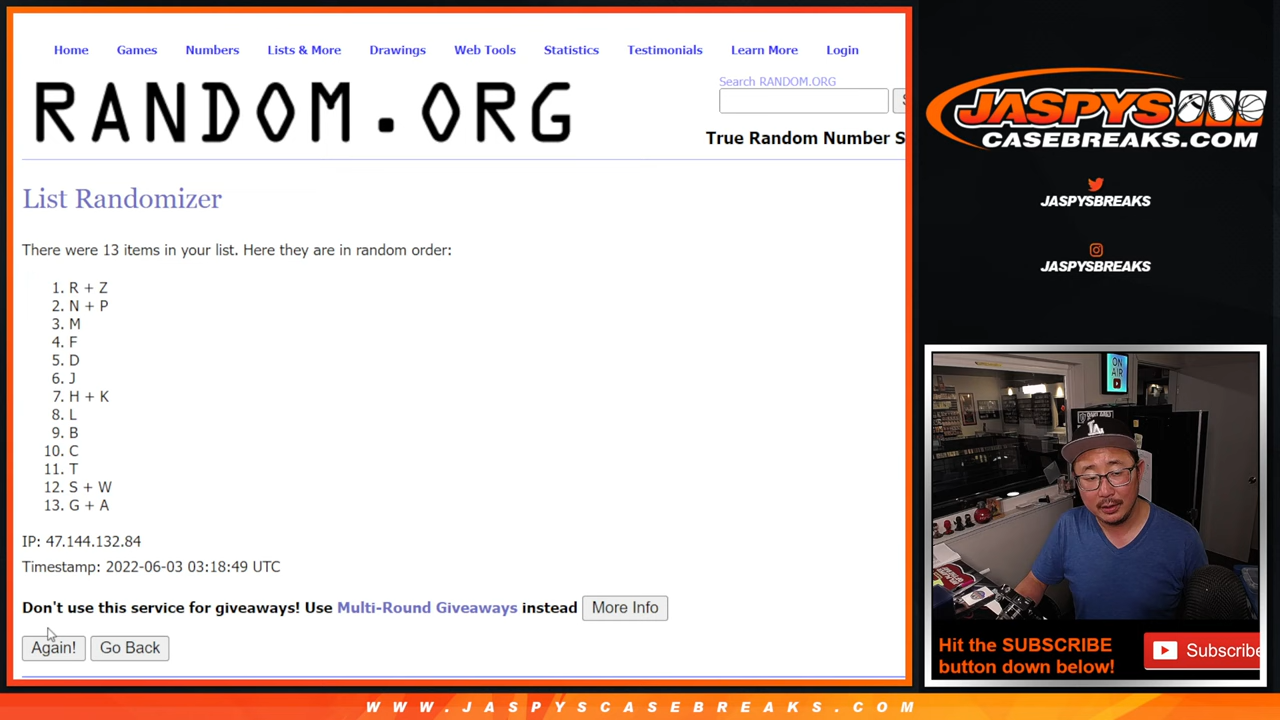 Home Games Numbers Lists & More Drawings Web Tools Statistics Testimonials Learn More Login
RANDOM.ORG
Search RANDOM.ORG
True Random Number S
List Randomizer
There were 13 items in your list. Here they are in random order:
1. R + Z
2. N + P
3. M
4. F
5. D
6. J
7. H + K
8. L
9. B
10. C
11. T
12. S + W
13. G + A
IP: 47.144.132.84
Timestamp: 2022-06-03 03:18:49 UTC
Don't use this service for giveaways! Use Multi-Round Giveaways instead More Info
Again! Go Back
JASPYS
CASEBREAKS.COM
JASPYSBREAKS
JASPYSBREAKS
ON
AIR
LA
Hit the SUBSCRIBE
button down below!
Subscribe
WWW.JASPYSCASEBREAKS.COM